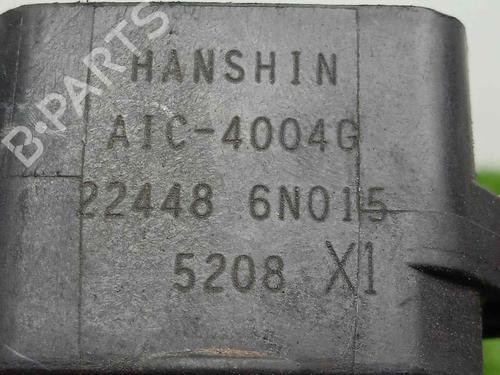 HANSHIN
AIC-4004G
22448 6N015
5208 X1
B-PARTS